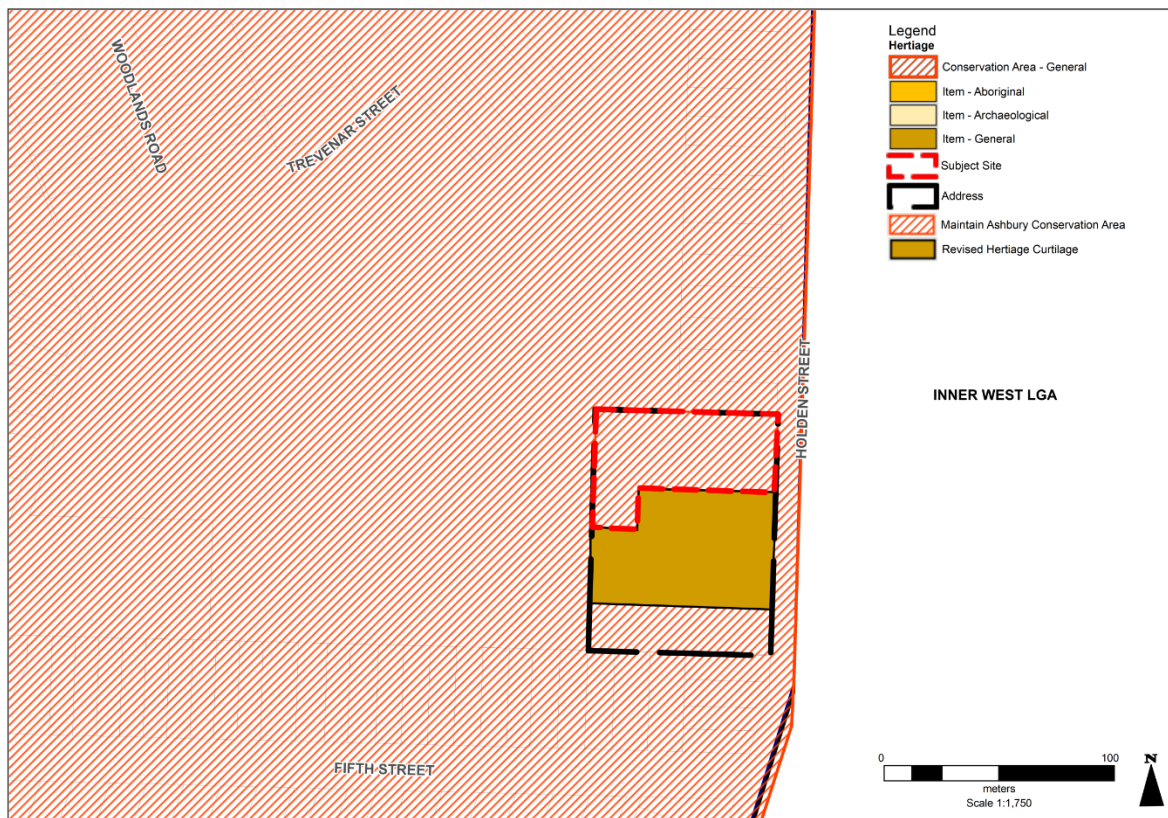 WOODLANDS ROAD
TREVENAR STREET
HOLDEN STREET
FIFTH STREET
Legend
Hertiage
Conservation Area - General
Item - Aboriginal
Item - Archaeological
Item - General
Subject Site
Address
Maintain Ashbury Conservation Area
Revised Hertiage Curtilage
INNER WEST LGA
0 100
meters
Scale 1:1,750
N